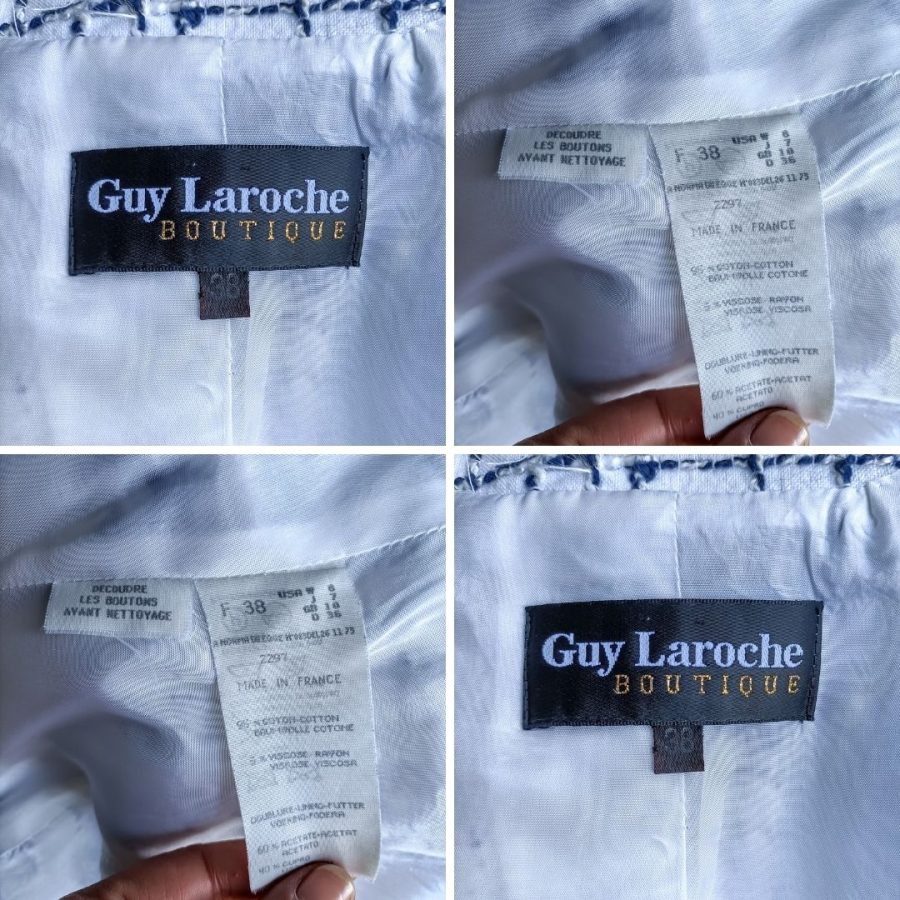 Guy Laroche
BOUTIQUE
38
DECOUDRE
LES BOUTONS
AVANT NETTOYAGE
F 38
USA W 6
J 7
GB 10
D 36
2297
MADE IN FRANCE
95% COTON-COTTON
BAUMWOLLE COTONE
5% VISCOSE-RAYON
VISKOSE VISCOSA
DOUBLURE-LINING-FUTTER
VOERING-FODERA
60% ACETATE-ACETAT
ACETATO
40% CUPRO
DECOUDRE
LES BOUTONS
AVANT NETTOYAGE
F 38
USA W 6
J 7
GB 10
D 36
2297
MADE IN FRANCE
95% COTON-COTTON
BAUMWOLLE COTONE
5% VISCOSE-RAYON
VISKOSE VISCOSA
DOUBLURE-LINING-FUTTER
VOERING-FODERA
60% ACETATE-ACETAT
ACETATO
40% CUPRO
Guy Laroche
BOUTIQUE
38